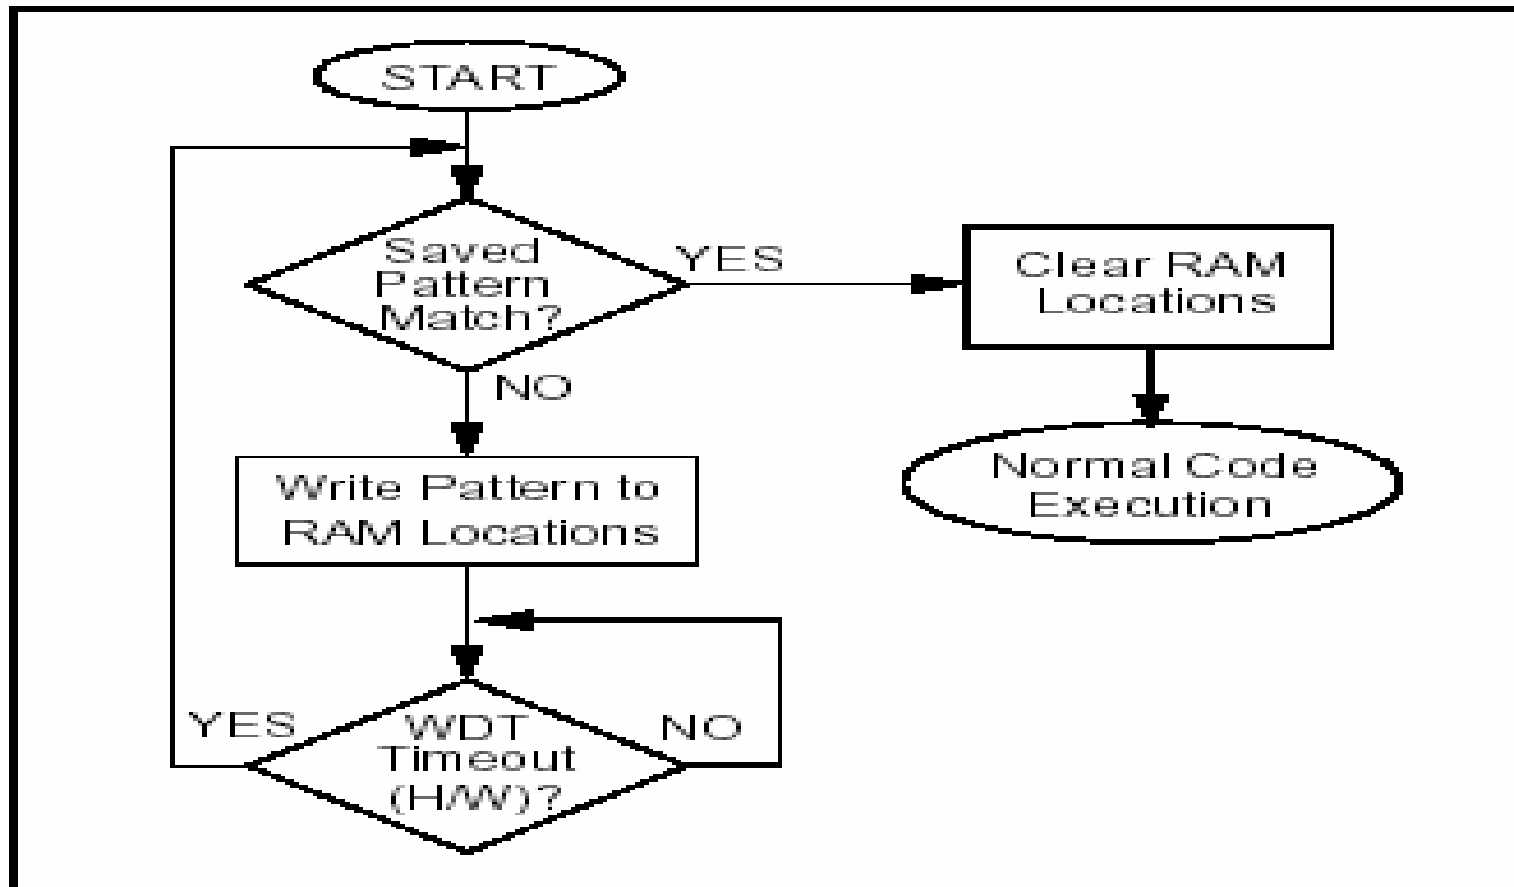 START
Saved
Pattern
Match?
YES
Clear RAM
Locations
NO
Normal Code
Execution
Write Pattern to
RAM Locations
YES
WDT
Timeout
(H/W)?
NO